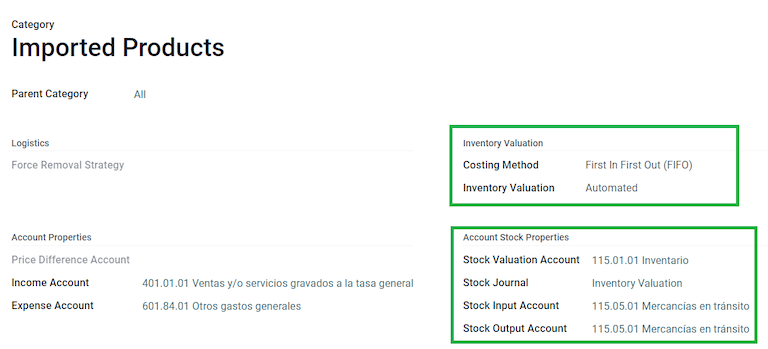 Category
Imported Products
Parent Category All
Logistics
Force Removal Strategy
Inventory Valuation
Costing Method First In First Out (FIFO)
Inventory Valuation Automated
Account Properties
Price Difference Account
Income Account 401.01.01 Ventas y/o servicios gravados a la tasa general
Expense Account 601.84.01 Otros gastos generales
Account Stock Properties
Stock Valuation Account 115.01.01 Inventario
Stock Journal Inventory Valuation
Stock Input Account 115.05.01 Mercancías en tránsito
Stock Output Account 115.05.01 Mercancías en tránsito